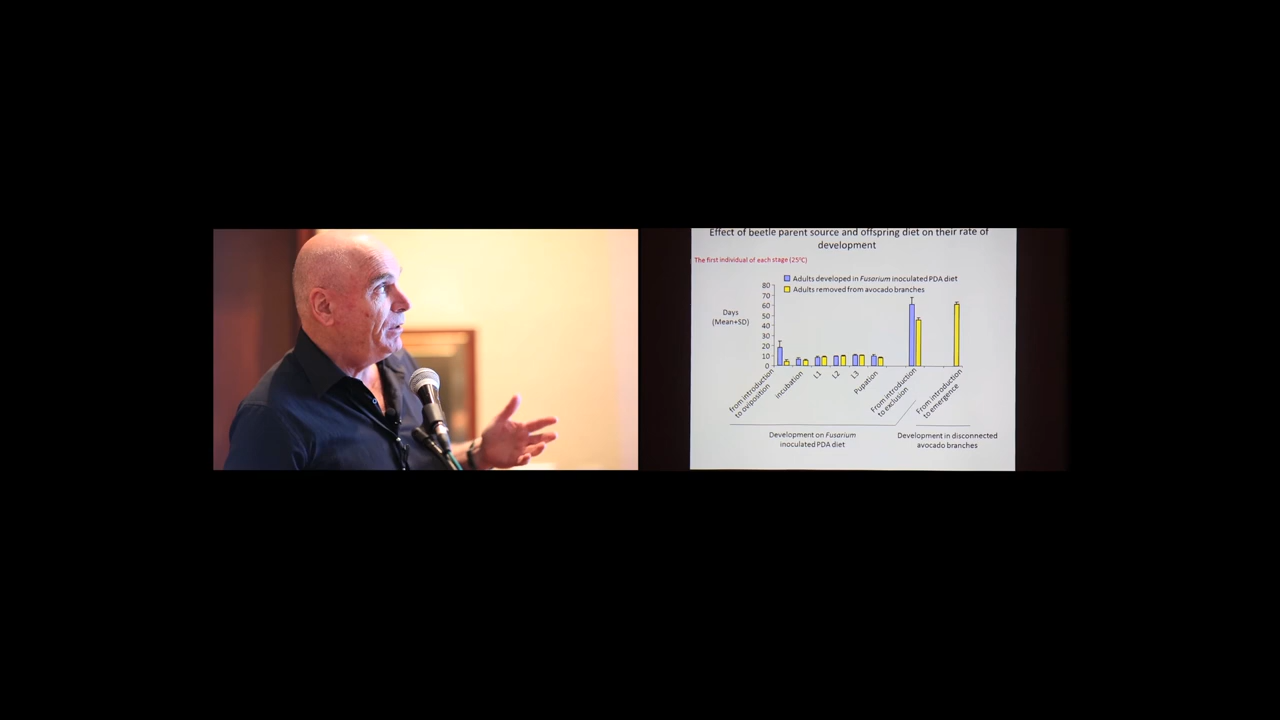 Effect of beetle parent source and offspring diet on their rate of
development
The first individual of each stage (25ºC)
Adults developed in Fusarium inoculated PDA diet
Adults removed from avocado branches
Days
(Mean+SD)
80
70
60
50
40
30
20
10
0
from introduction
to oviposition
incubation
L1
L2
L3
Pupation
From introduction
to exclusion
From introduction
to emergence
Development on Fusarium
inoculated PDA diet
Development in disconnected
avocado branches